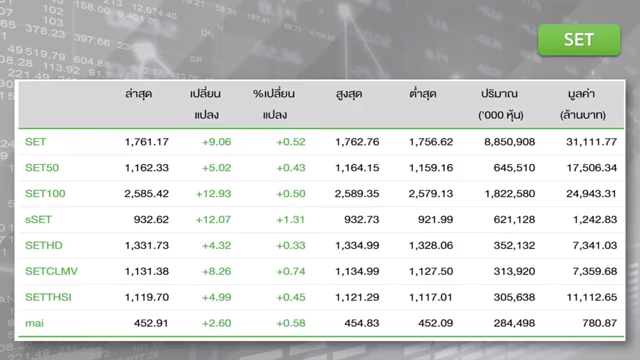 SET
ล่าสุด เปลี่ยนแปลง %เปลี่ยนแปลง สูงสุด ต่ำสุด ปริมาณ ('000 หุ้น) มูลค่า (ล้านบาท)
SET 1,761.17 +9.06 +0.52 1,762.76 1,756.62 8,850,908 31,111.77
SET50 1,162.33 +5.02 +0.43 1,164.15 1,159.16 645,510 17,506.34
SET100 2,585.42 +12.93 +0.50 2,589.35 2,579.13 1,822,580 24,943.31
sSET 932.62 +12.07 +1.31 932.73 921.99 621,128 1,242.83
SETHD 1,331.73 +4.32 +0.33 1,334.99 1,328.06 352,132 7,341.03
SETCLMV 1,131.38 +8.26 +0.74 1,134.99 1,127.50 313,920 7,359.68
SETTHSI 1,119.70 +4.99 +0.45 1,121.29 1,117.01 305,638 11,112.65
mai 452.91 +2.60 +0.58 454.83 452.09 284,498 780.87